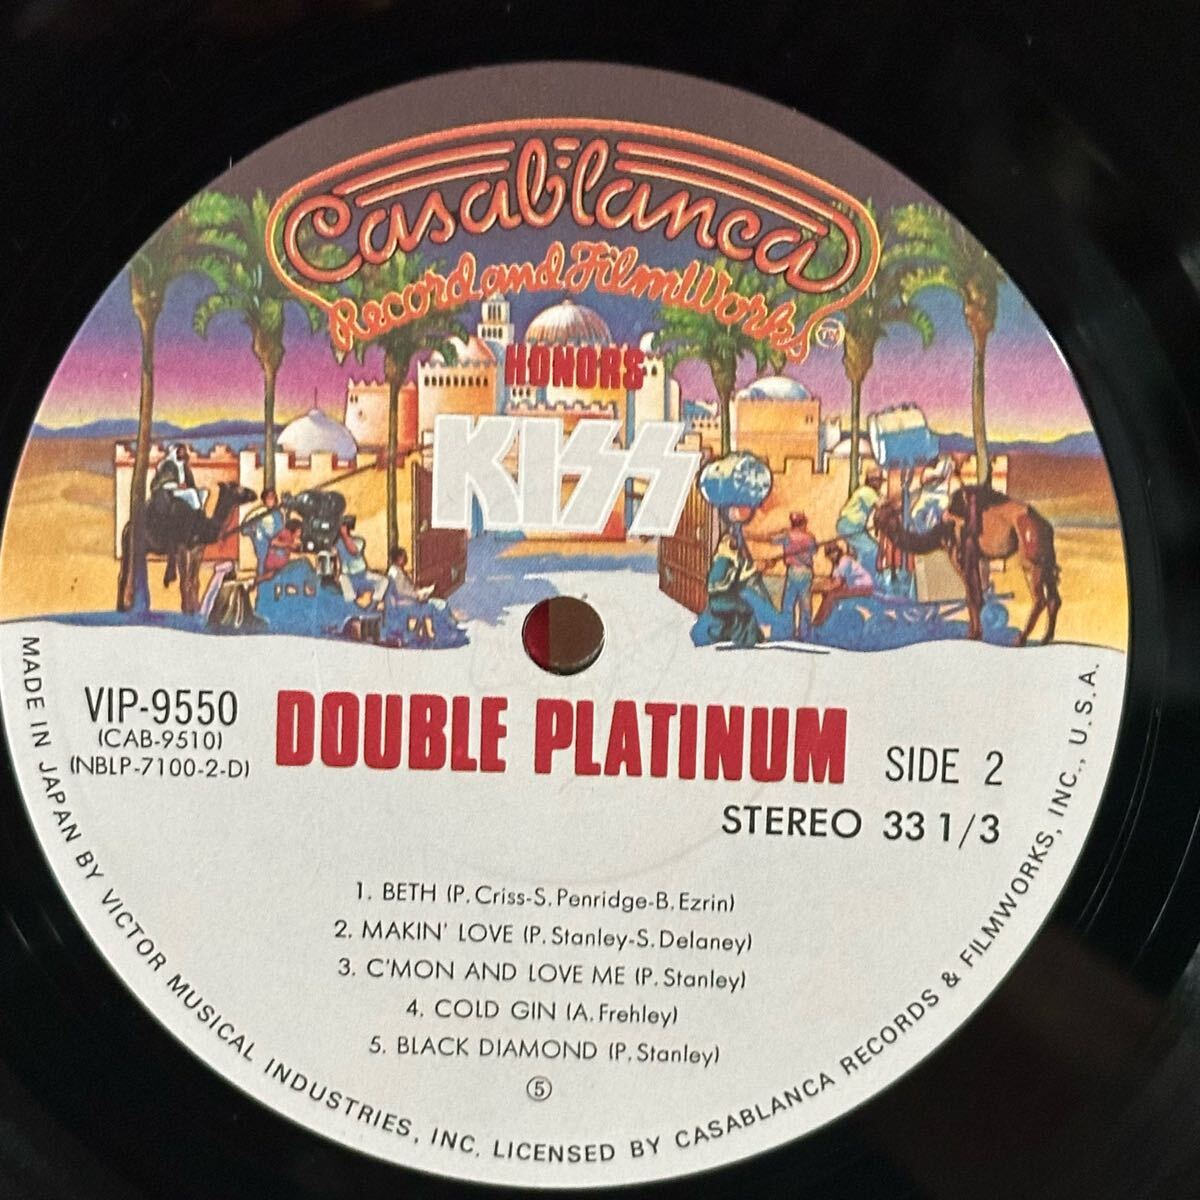 Casablanca
Record and FilmWorks TM
HONORS
KISS
VIP-9550
(CAB-9510)
(NBLP-7100-2-D)
DOUBLE PLATINUM
SIDE 2
STEREO 33 1/3
1. BETH (P. Criss-S. Penridge-B. Ezrin)
2. MAKIN' LOVE (P. Stanley-S. Delaney)
3. C'MON AND LOVE ME (P. Stanley)
4. COLD GIN (A. Frehley)
5. BLACK DIAMOND (P. Stanley)
⑤
MADE IN JAPAN BY VICTOR MUSICAL INDUSTRIES, INC. LICENSED BY CASABLANCA RECORDS & FILMWORKS, INC., U.S.A.